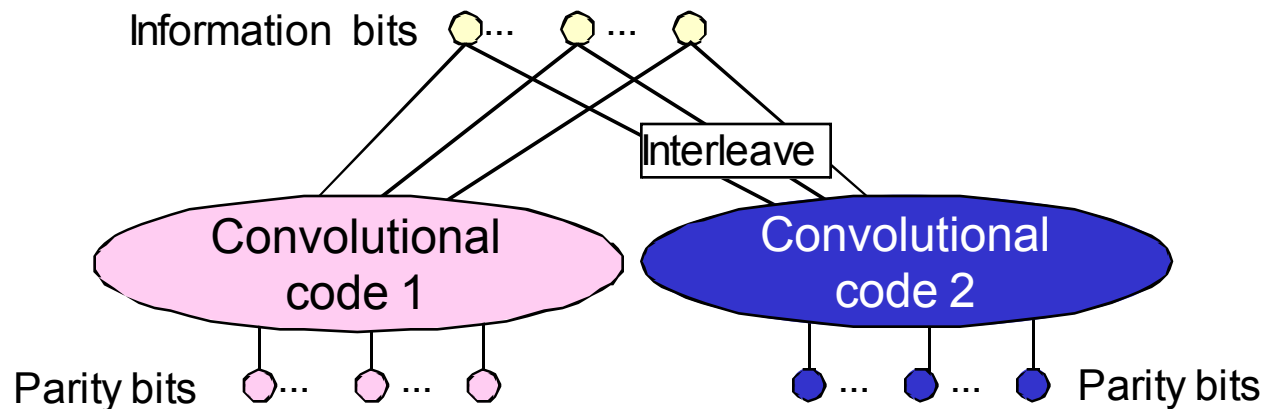 Information bits ... ...
Interleave
Convolutional
code 1
Convolutional
code 2
Parity bits ... ...
... ... Parity bits